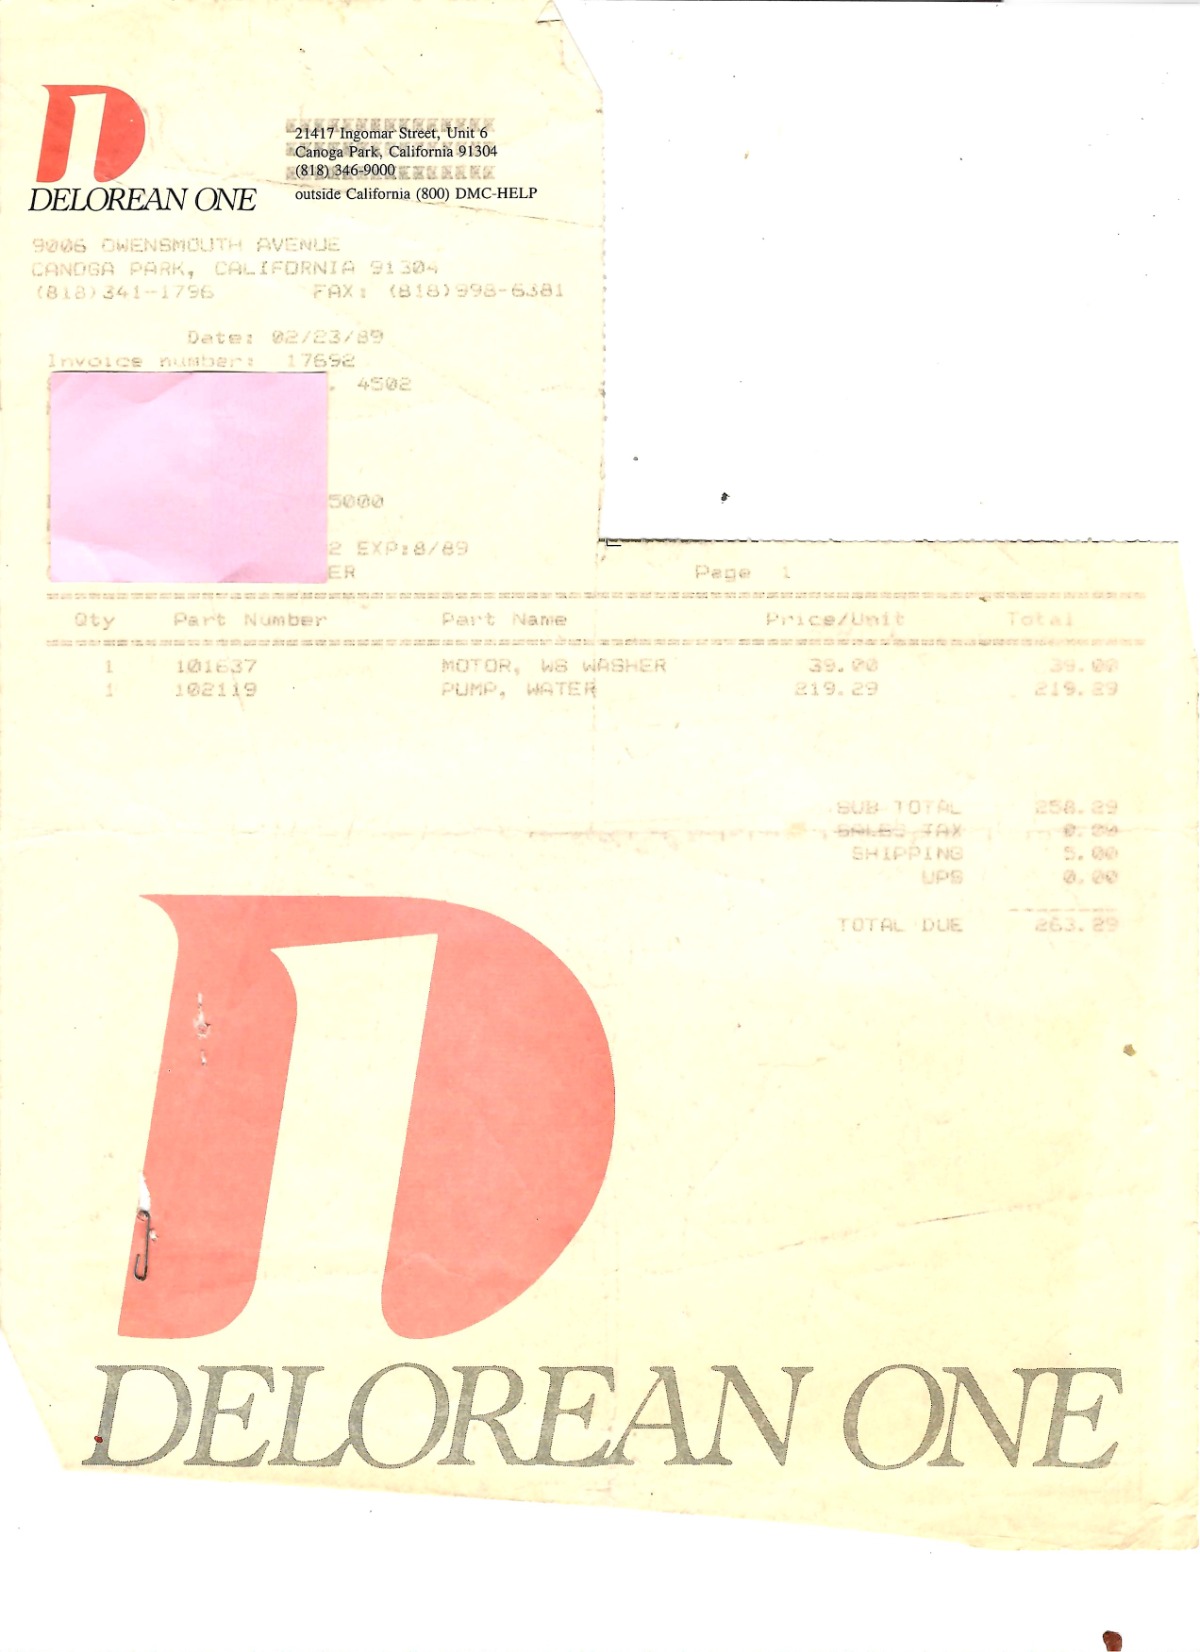 DELOREAN ONE
21417 Ingomar Street, Unit 6
Canoga Park, California 91304
(818) 346-9000
outside California (800) DMC-HELP
9006 OWENSMOUTH AVENUE
CANOGA PARK, CALIFORNIA 91304
(818)341-1796 FAX: (818)998-6381
Date: 02/23/89
Invoice number: 17692
4502
5000
2 EXP:8/89
ER Page 1
Qty Part Number Part Name Price/Unit Total
1 101637 MOTOR, WS WASHER 39.00 39.00
1 102119 PUMP, WATER 219.29 219.29
SUB TOTAL 258.29
SALES TAX 0.00
SHIPPING 5.00
UPS 0.00
TOTAL DUE 263.29
DELOREAN ONE